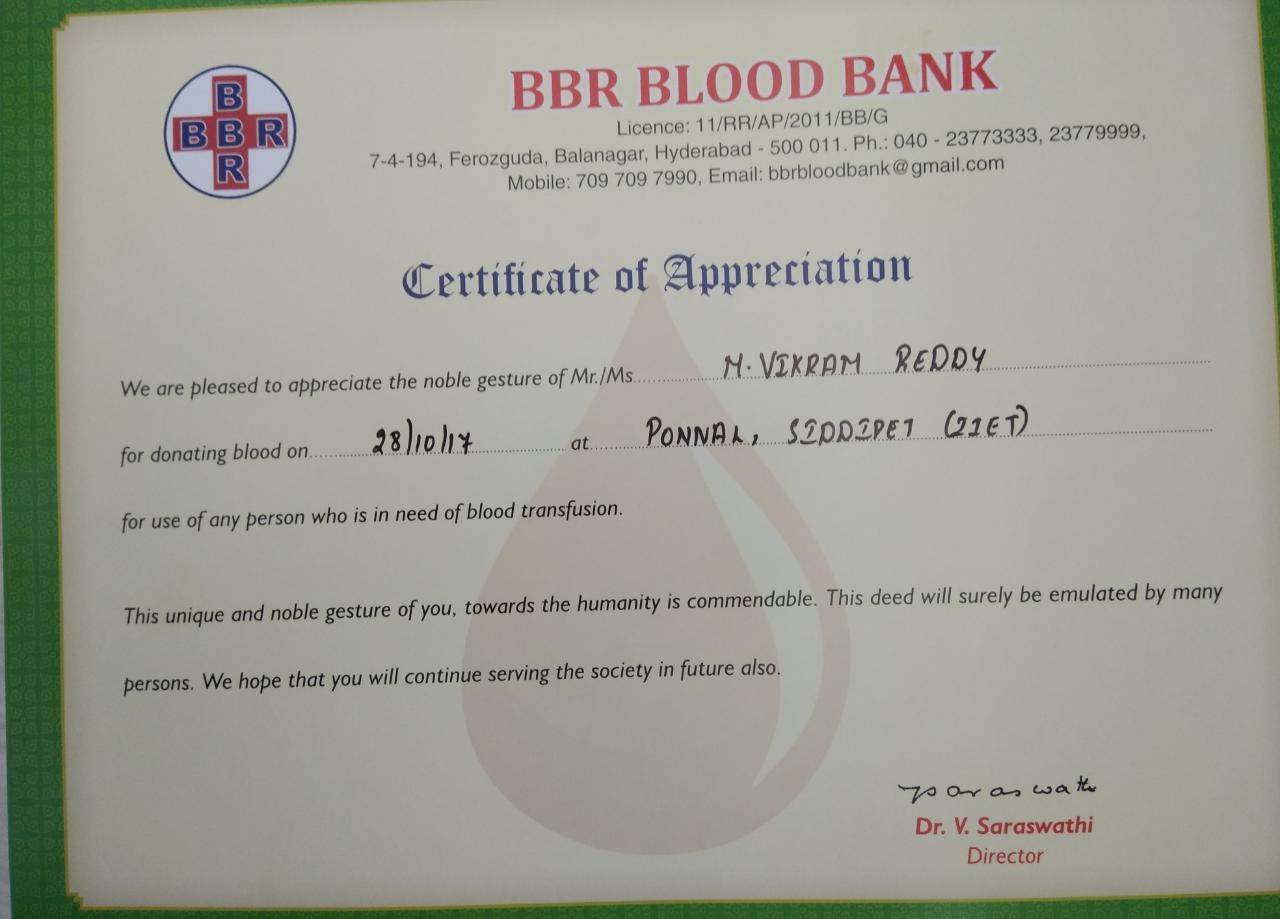 B
B B R
R
BBR BLOOD BANK
Licence: 11/RR/AP/2011/BB/G
7-4-194, Ferozguda, Balanagar, Hyderabad - 500 011. Ph.: 040 - 23773333, 23779999,
Mobile: 709 709 7990, Email: bbrbloodbank@gmail.com
Certificate of Appreciation
We are pleased to appreciate the noble gesture of Mr./Ms. M. VIKRAM REDDY
for donating blood on 28/10/17 at PONNAL, SIDDIPET (IIET)
for use of any person who is in need of blood transfusion.
This unique and noble gesture of you, towards the humanity is commendable. This deed will surely be emulated by many
persons. We hope that you will continue serving the society in future also.
Dr. V. Saraswathi
Director